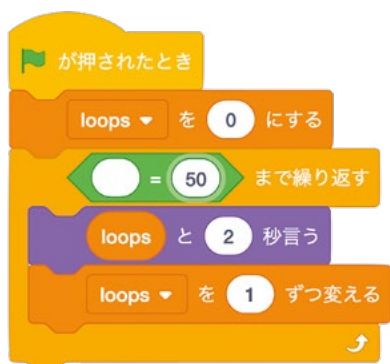 が押されたとき
loops を 0 にする
= 50 まで繰り返す
loops と 2 秒言う
loops を 1 ずつ変える